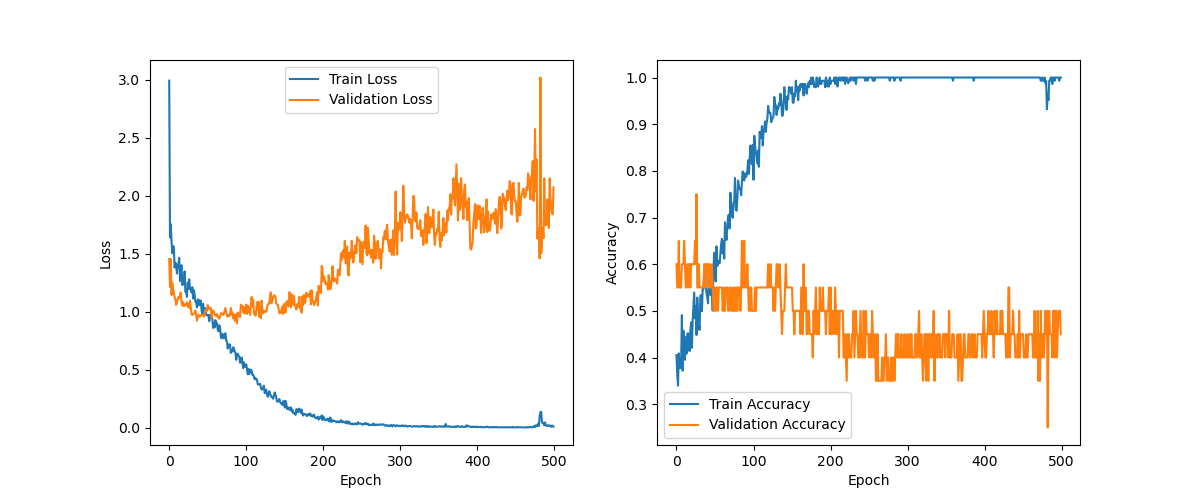 3.0
2.5
2.0
1.5
1.0
0.5
0.0
Loss
Train Loss
Validation Loss
0 100 200 300 400 500
Epoch
1.0
0.9
0.8
0.7
0.6
0.5
0.4
0.3
Accuracy
Train Accuracy
Validation Accuracy
0 100 200 300 400 500
Epoch